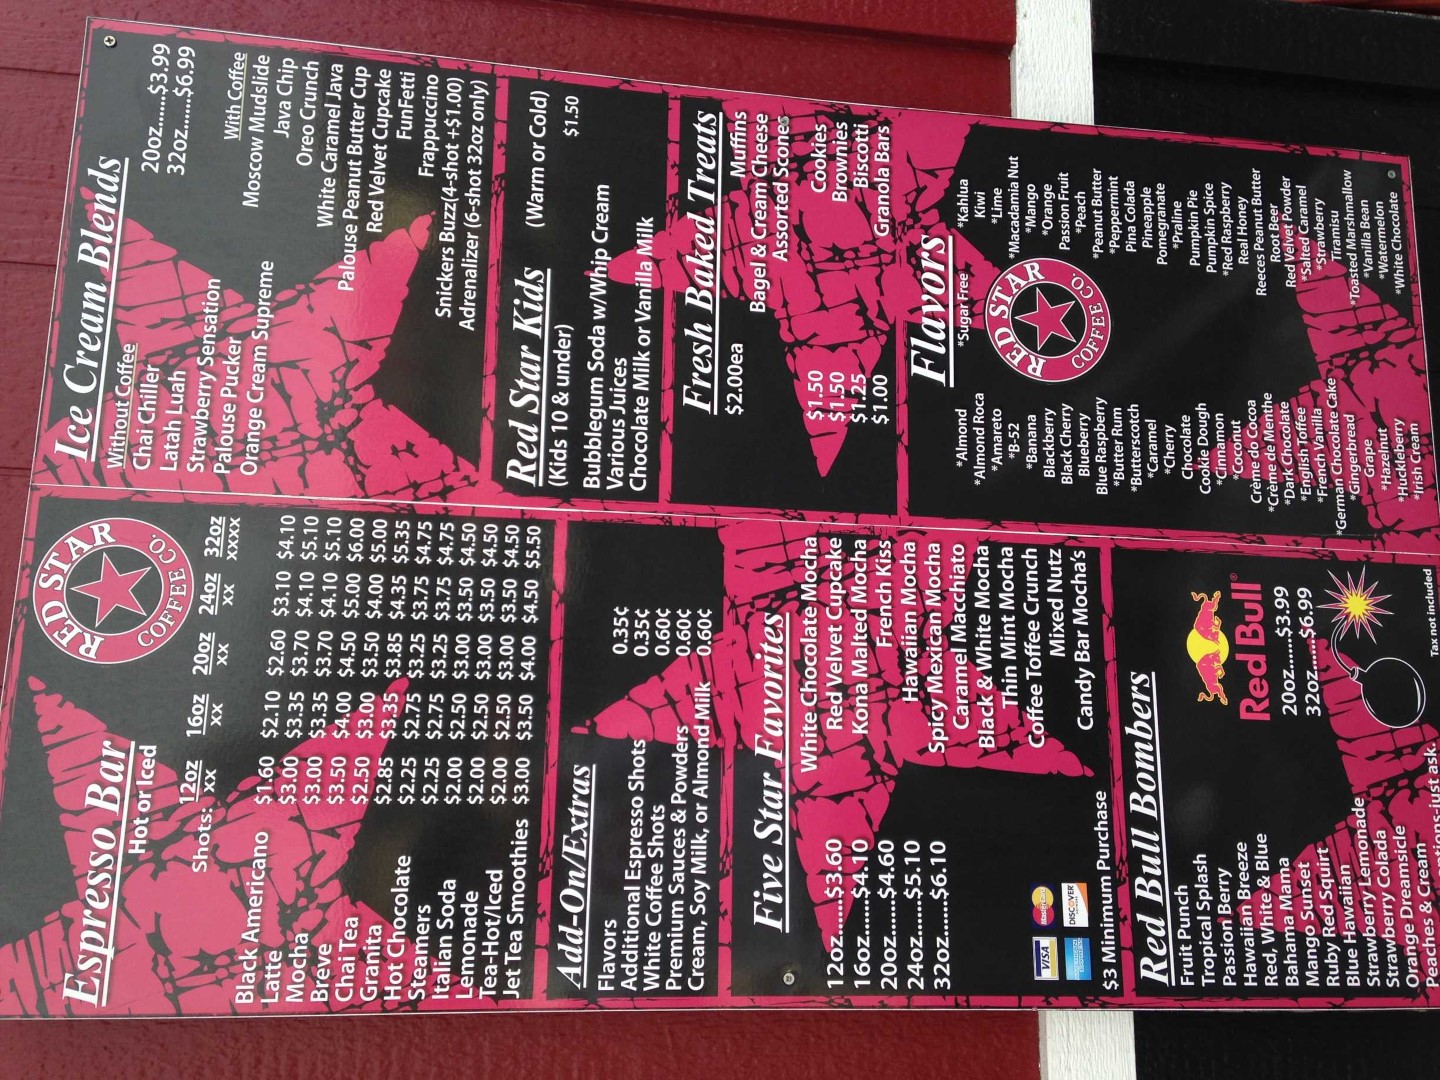 Espresso Bar
Hot or Iced
RED STAR
COFFEE CO.
12oz 16oz 20oz 24oz 32oz
Shots: XX XX XX XX XXXX
Black Americano $1.60 $2.10 $2.60 $3.10 $4.10
Latte $3.00 $3.35 $3.70 $4.10 $5.10
Mocha $3.00 $3.35 $3.70 $4.10 $5.10
Breve $3.50 $4.00 $4.50 $5.00 $6.00
Chai Tea $2.50 $3.00 $3.50 $4.00 $5.00
Granita $2.85 $3.35 $3.85 $4.35 $5.35
Hot Chocolate $2.25 $2.75 $3.25 $3.75 $4.75
Steamers $2.25 $2.75 $3.25 $3.75 $4.75
Italian Soda $2.00 $2.50 $3.00 $3.50 $4.50
Lemonade $2.00 $2.50 $3.00 $3.50 $4.50
Tea-Hot/Iced $2.00 $2.50 $3.00 $3.50 $4.50
Jet Tea Smoothies $3.00 $3.50 $4.00 $4.50 $5.50
Add-On/Extras
Flavors 0.35¢
Additional Espresso Shots 0.35¢
White Coffee Shots 0.60¢
Premium Sauces & Powders 0.60¢
Cream, Soy Milk, or Almond Milk 0.60¢
Five Star Favorites
12oz......$3.60
16oz......$4.10
20oz......$4.60
24oz......$5.10
32oz......$6.10
White Chocolate Mocha
Red Velvet Cupcake
Kona Malted Mocha
French Kiss
Hawaiian Mocha
Spicy Mexican Mocha
Caramel Macchiato
Black & White Mocha
Thin Mint Mocha
Coffee Toffee Crunch
Mixed Nutz
Candy Bar Mocha's
VISA MasterCard
AMERICAN EXPRESS DISCOVER
$3 Minimum Purchase
Red Bull Bombers
Fruit Punch
Tropical Splash
Passion Berry
Hawaiian Breeze
Red, White & Blue
Bahama Mama
Mango Sunset
Ruby Red Squirt
Blue Hawaiian
Strawberry Lemonade
Strawberry Colada
Orange Dreamsicle
Peaches & Cream
Red Bull
20oz......$3.99
32oz......$6.99
just ask.
Tax not included
Ice Cream Blends
20oz......$3.99
32oz......$6.99
Without Coffee
Chai Chiller
Latah Luah
Strawberry Sensation
Palouse Pucker
Orange Cream Supreme
With Coffee
Moscow Mudslide
Java Chip
Oreo Crunch
White Caramel Java
Palouse Peanut Butter Cup
Red Velvet Cupcake
FunFetti
Frappuccino
Snickers Buzz(4-shot +$1.00)
Adrenalizer (6-shot 32oz only)
Red Star Kids
(Kids 10 & under) (Warm or Cold)
$1.50
Bubblegum Soda w/Whip Cream
Various Juices
Chocolate Milk or Vanilla Milk
Fresh Baked Treats
$2.00ea Muffins
Bagel & Cream Cheese
Assorted Scones
$1.50 Cookies
$1.50 Brownies
$1.25 Biscotti
$1.00 Granola Bars
Flavors
*Sugar Free
RED STAR
COFFEE CO.
*Almond
*Almond Roca
*Amareto
*B-52
*Banana
Blackberry
Black Cherry
Blueberry
Blue Raspberry
*Butter Rum
*Butterscotch
*Caramel
*Cherry
Chocolate
Cookie Dough
*Cinnamon
*Coconut
Crème do Cocoa
*Crème de Menthe
*Dark Chocolate
*English Toffee
*French Vanilla
*German Chocolate Cake
*Gingerbread
*Grape
*Hazelnut
*Huckleberry
*Irish Cream
*Kahlua
Kiwi
*Lime
*Macadamia Nut
*Mango
*Orange
Passion Fruit
*Peach
*Peanut Butter
*Peppermint
Pina Colada
Pineapple
Pomegranate
*Praline
Pumpkin Pie
Pumpkin Spice
*Red Raspberry
Real Honey
Reeces Peanut Butter
Root Beer
Red Velvet Powder
*Salted Caramel
*Strawberry
Tiramisu
*Toasted Marshmallow
*Vanilla Bean
*Watermelon
*White Chocolate